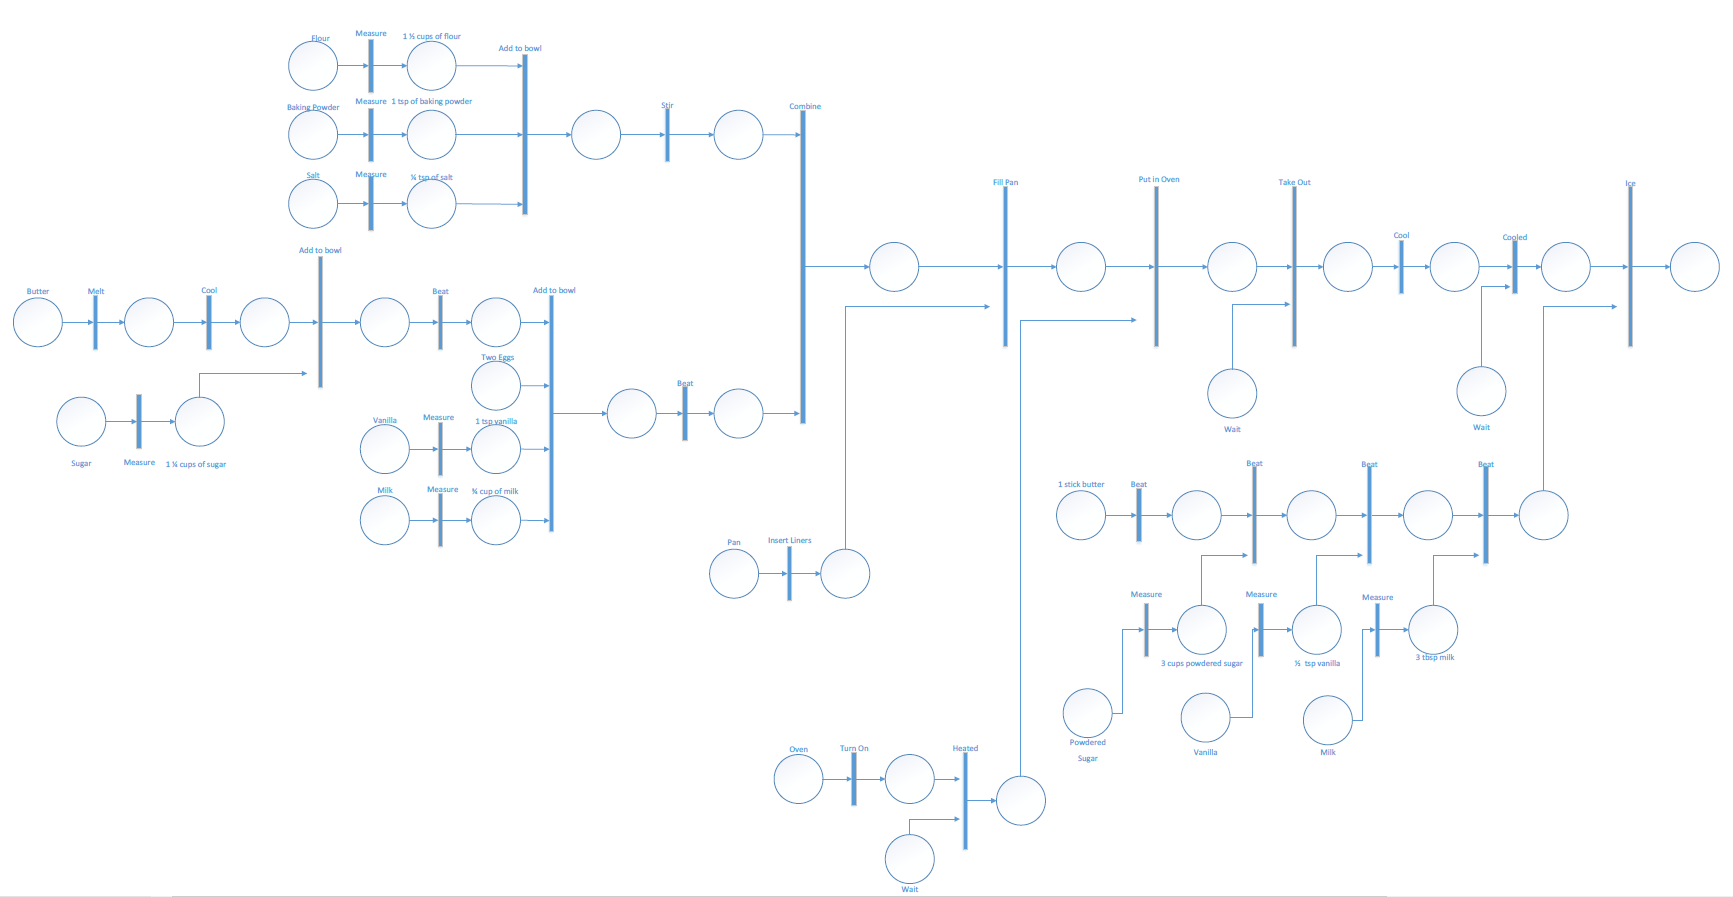 Flour
Measure
1 ½ cups of flour
Add to bowl
Baking Powder
Measure
1 tsp of baking powder
Stir
Combine
Salt
Measure
¼ tsp of salt
Fill Pan
Put in Oven
Take Out
Ice
Cool
Cooled
Add to bowl
Butter
Melt
Cool
Beat
Add to bowl
Two Eggs
Beat
Vanilla
Measure
1 tsp vanilla
Wait
Wait
Sugar
Measure
1 ¼ cups of sugar
Milk
Measure
¾ cup of milk
1 stick butter
Beat
Beat
Beat
Beat
Pan
Insert Liners
Measure
Measure
Measure
3 cups powdered sugar
½ tsp vanilla
3 tbsp milk
Powdered
Sugar
Vanilla
Milk
Oven
Turn On
Heated
Wait